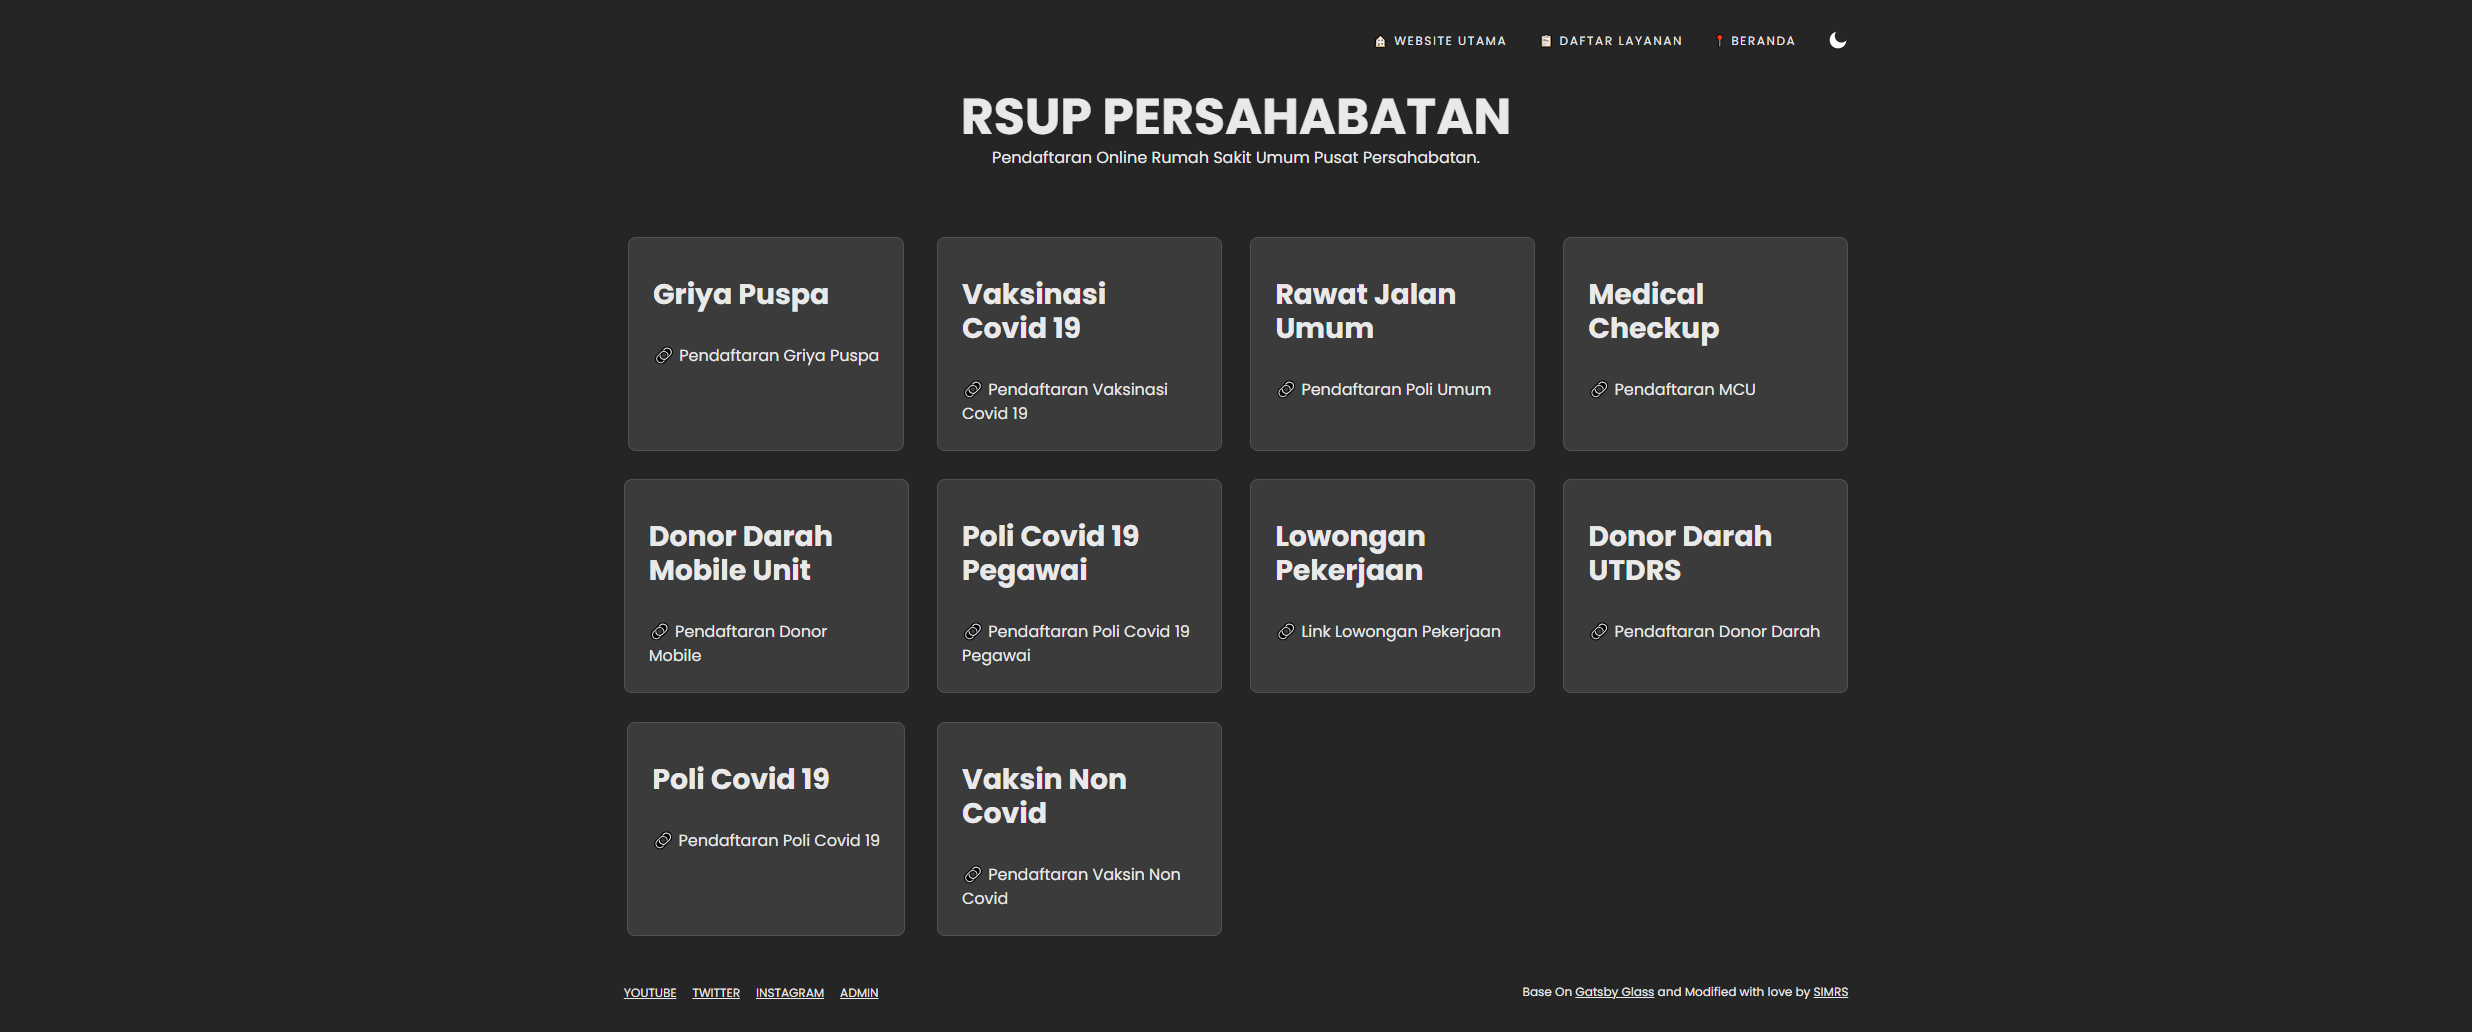 WEBSITE UTAMA
DAFTAR LAYANAN
BERANDA
RSUP PERSAHABATAN
Pendaftaran Online Rumah Sakit Umum Pusat Persahabatan.
Griya Puspa
Pendaftaran Griya Puspa
Vaksinasi
Covid 19
Pendaftaran Vaksinasi
Covid 19
Rawat Jalan
Umum
Pendaftaran Poli Umum
Medical
Checkup
Pendaftaran MCU
Donor Darah
Mobile Unit
Pendaftaran Donor
Mobile
Poli Covid 19
Pegawai
Pendaftaran Poli Covid 19
Pegawai
Lowongan
Pekerjaan
Link Lowongan Pekerjaan
Donor Darah
UTDRS
Pendaftaran Donor Darah
Poli Covid 19
Pendaftaran Poli Covid 19
Vaksin Non
Covid
Pendaftaran Vaksin Non
Covid
YOUTUBE
TWITTER
INSTAGRAM
ADMIN
Base On Gatsby Glass and Modified with love by SIMRS